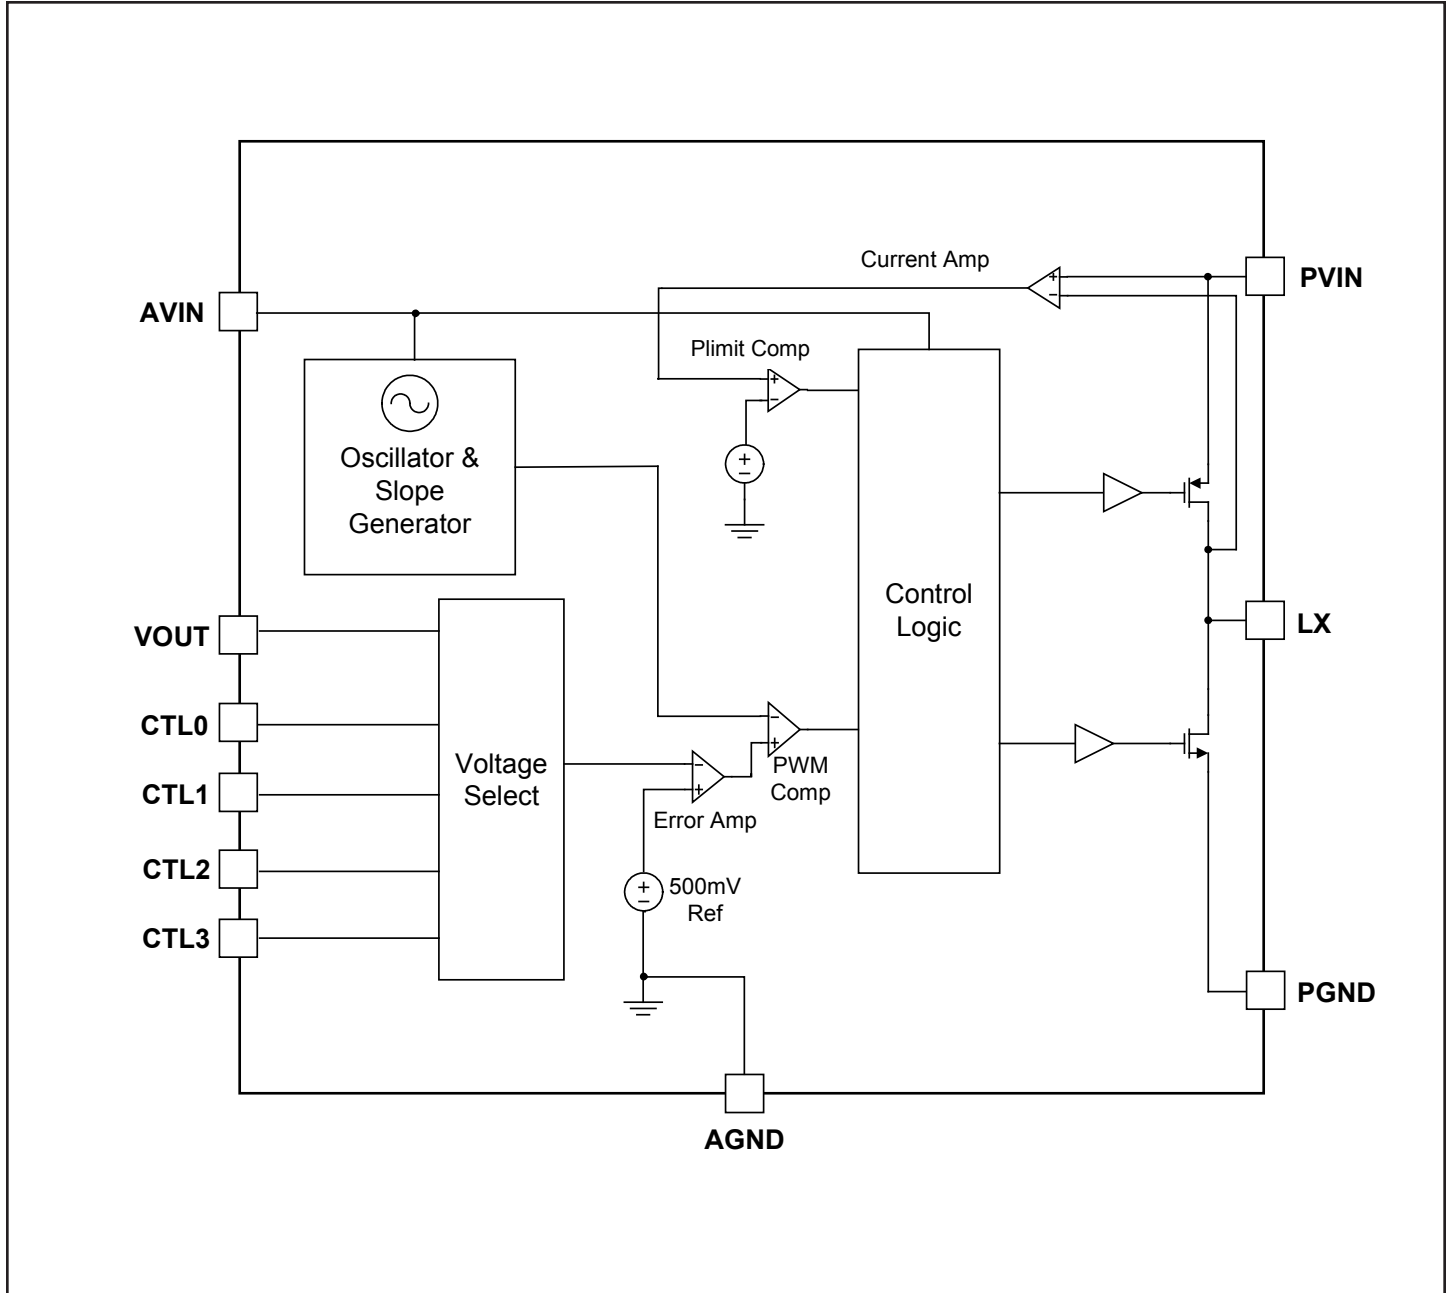 Current Amp
PVIN
AVIN
Plimit Comp
Oscillator &
Slope
Generator
Control
Logic
VOUT
LX
CTL0
Voltage
Select
PWM
Comp
CTL1
Error Amp
CTL2
500mV
Ref
CTL3
PGND
AGND